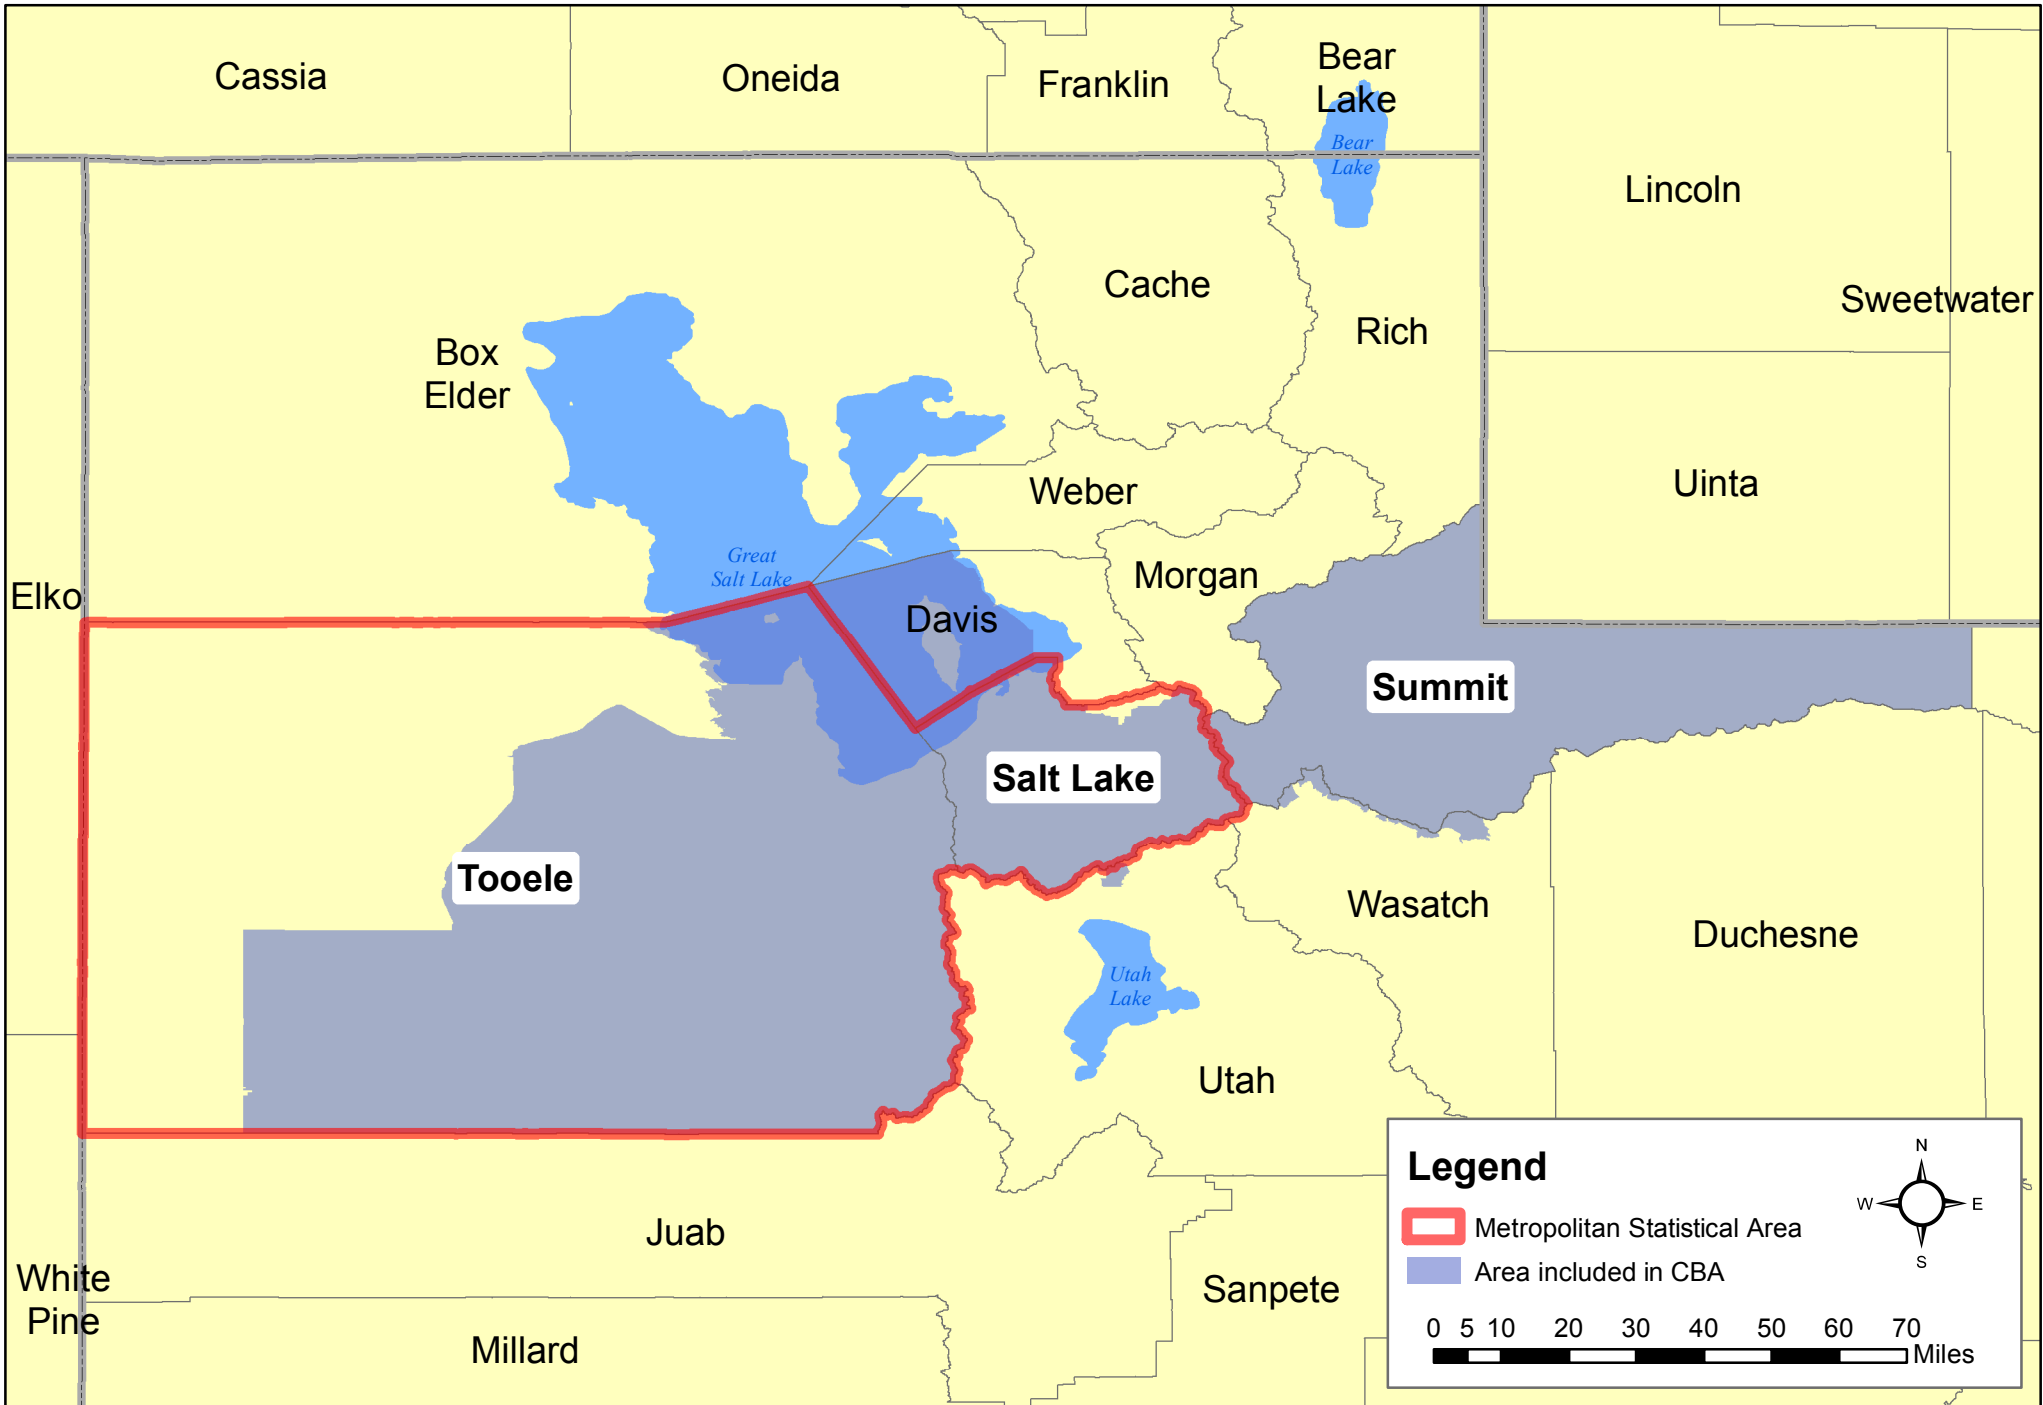 Cassia
Oneida
Franklin
Bear
Lake
Bear
Lake
Lincoln
Cache
Sweetwater
Rich
Box
Elder
Weber
Uinta
Great
Salt Lake
Morgan
Elko
Davis
Summit
Salt Lake
Tooele
Wasatch
Duchesne
Utah
Lake
Utah
Juab
White
Pine
Sanpete
Millard
Legend
Metropolitan Statistical Area
Area included in CBA
N
W
E
S
0 5 10 20 30 40 50 60 70
Miles